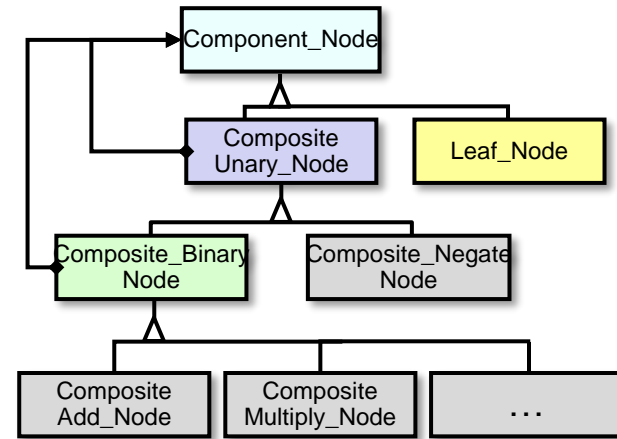 Component_Node
Composite
Unary_Node
Leaf_Node
Composite_Binary
Node
Composite_Negate
Node
Composite
Add_Node
Composite
Multiply_Node
...